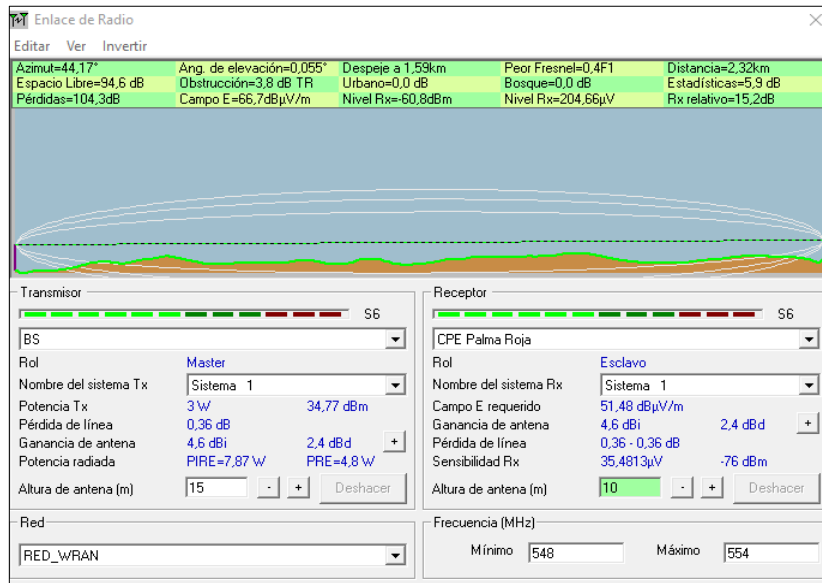 Enlace de Radio
Editar Ver Invertir
Azimut=44,17° Ang. de elevación=0,055° Despeje a 1,59km Peor Fresnel=0,4F1 Distancia=2,32km
Espacio Libre=94,6 dB Obstrucción=3,8 dB TR Urbano=0,0 dB Bosque=0,0 dB Estadísticas=5,9 dB
Pérdidas=104,3dB Campo E=66,7dBµV/m Nivel Rx=-60,8dBm Nivel Rx=204,66µV Rx relativo=15,2dB
Transmisor
S6
BS
Rol Master
Nombre del sistema Tx Sistema 1
Potencia Tx 3 W 34,77 dBm
Pérdida de línea 0,36 dB
Ganancia de antena 4,6 dBi 2,4 dBd +
Potencia radiada PIRE=7,87 W PRE=4,8 W
Altura de antena (m) 15 - + Deshacer
Receptor
S6
CPE Palma Roja
Rol Esclavo
Nombre del sistema Rx Sistema 1
Campo E requerido 51,48 dBµV/m
Ganancia de antena 4,6 dBi 2,4 dBd +
Pérdida de línea 0,36 - 0,36 dB
Sensibilidad Rx 35,4813µV -76 dBm
Altura de antena (m) 10 - + Deshacer
Red
RED_WRAN
Frecuencia (MHz)
Mínimo 548 Máximo 554